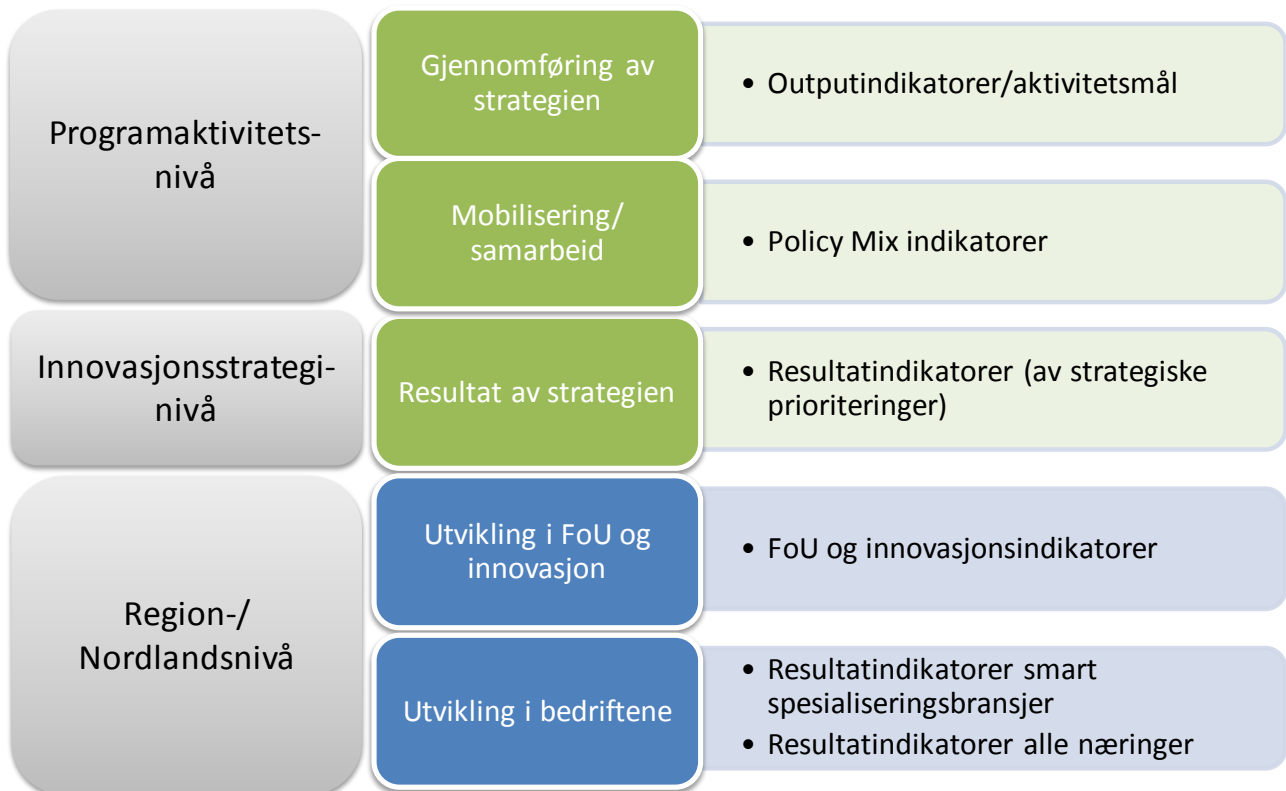 Programaktivitets-
nivå
Gjennomføring av
strategien
• Outputindikatorer/aktivitetsmål
Mobilisering/
samarbeid
• Policy Mix indikatorer
Innovasjonsstrategi-
nivå
Resultat av strategien
• Resultatindikatorer (av strategiske
prioriteringer)
Region-/
Nordlandsnivå
Utvikling i FoU og
innovasjon
• FoU og innovasjonsindikatorer
Utvikling i bedriftene
• Resultatindikatorer smart
spesialiseringsbransjer
• Resultatindikatorer alle næringer